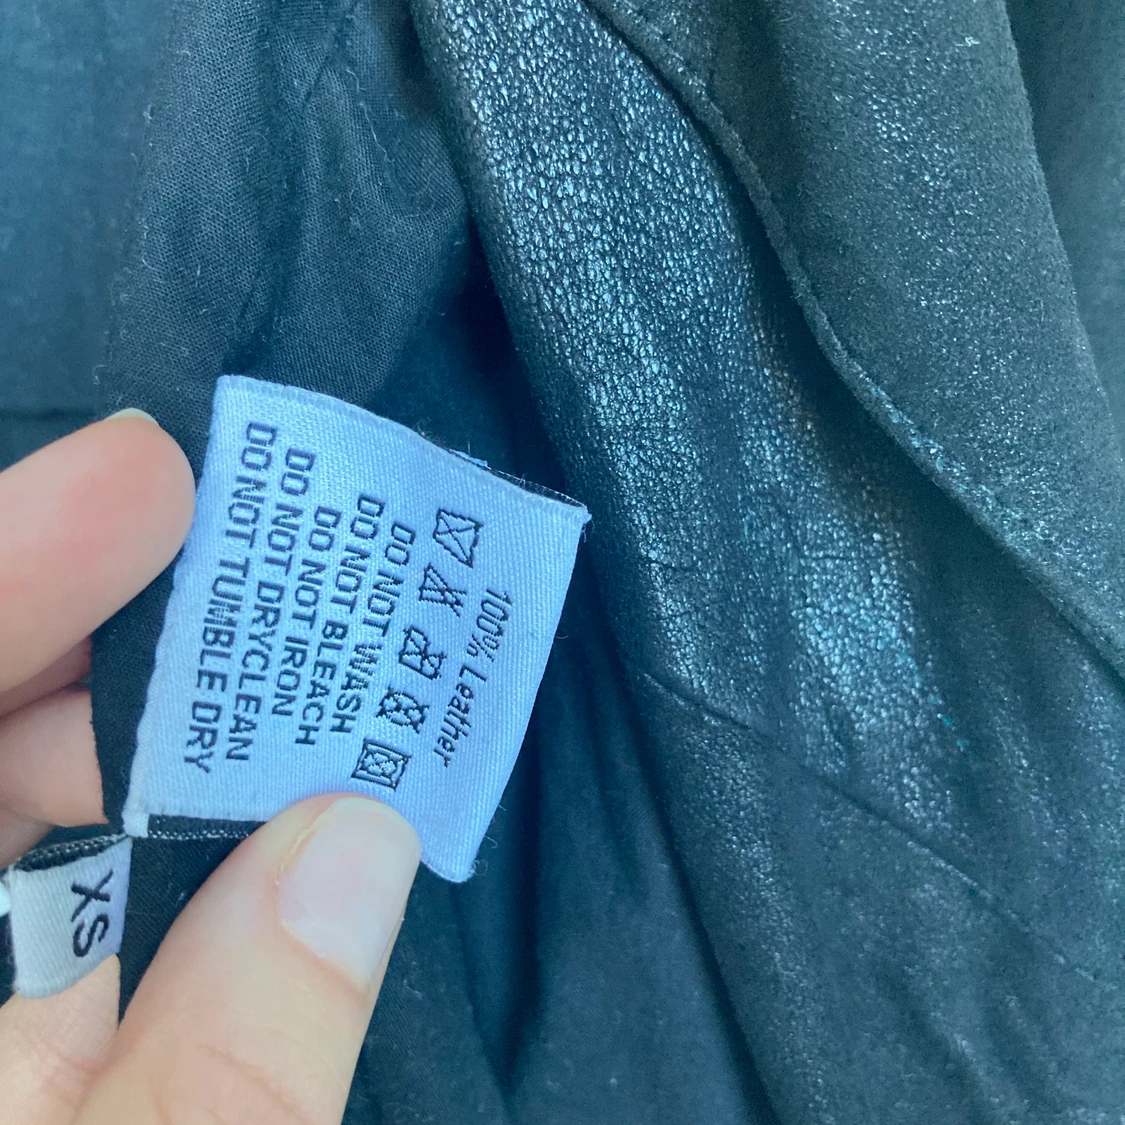 100% Leather
DO NOT WASH
DO NOT BLEACH
DO NOT IRON
DO NOT DRYCLEAN
DO NOT TUMBLE DRY
XS